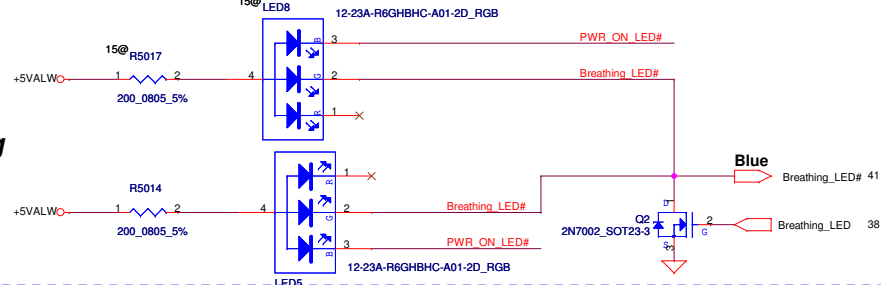 15@
LED8
12-23A-R6GHBHC-A01-2D_RGB
B 3 PWR_ON_LED#
15@ R5017
+5VALW 1 2 4 G 2 Breathing_LED#
200_0805_5%
R 1
g
Blue
R5014
R 1
Breathing_LED# 41
+5VALW 1 2 4 G 2 Breathing_LED#
200_0805_5%
D 1
Q2
2N7002_SOT23-3
2 G
Breathing_LED 38
S 3
B 3 PWR_ON_LED#
12-23A-R6GHBHC-A01-2D_RGB
LED5